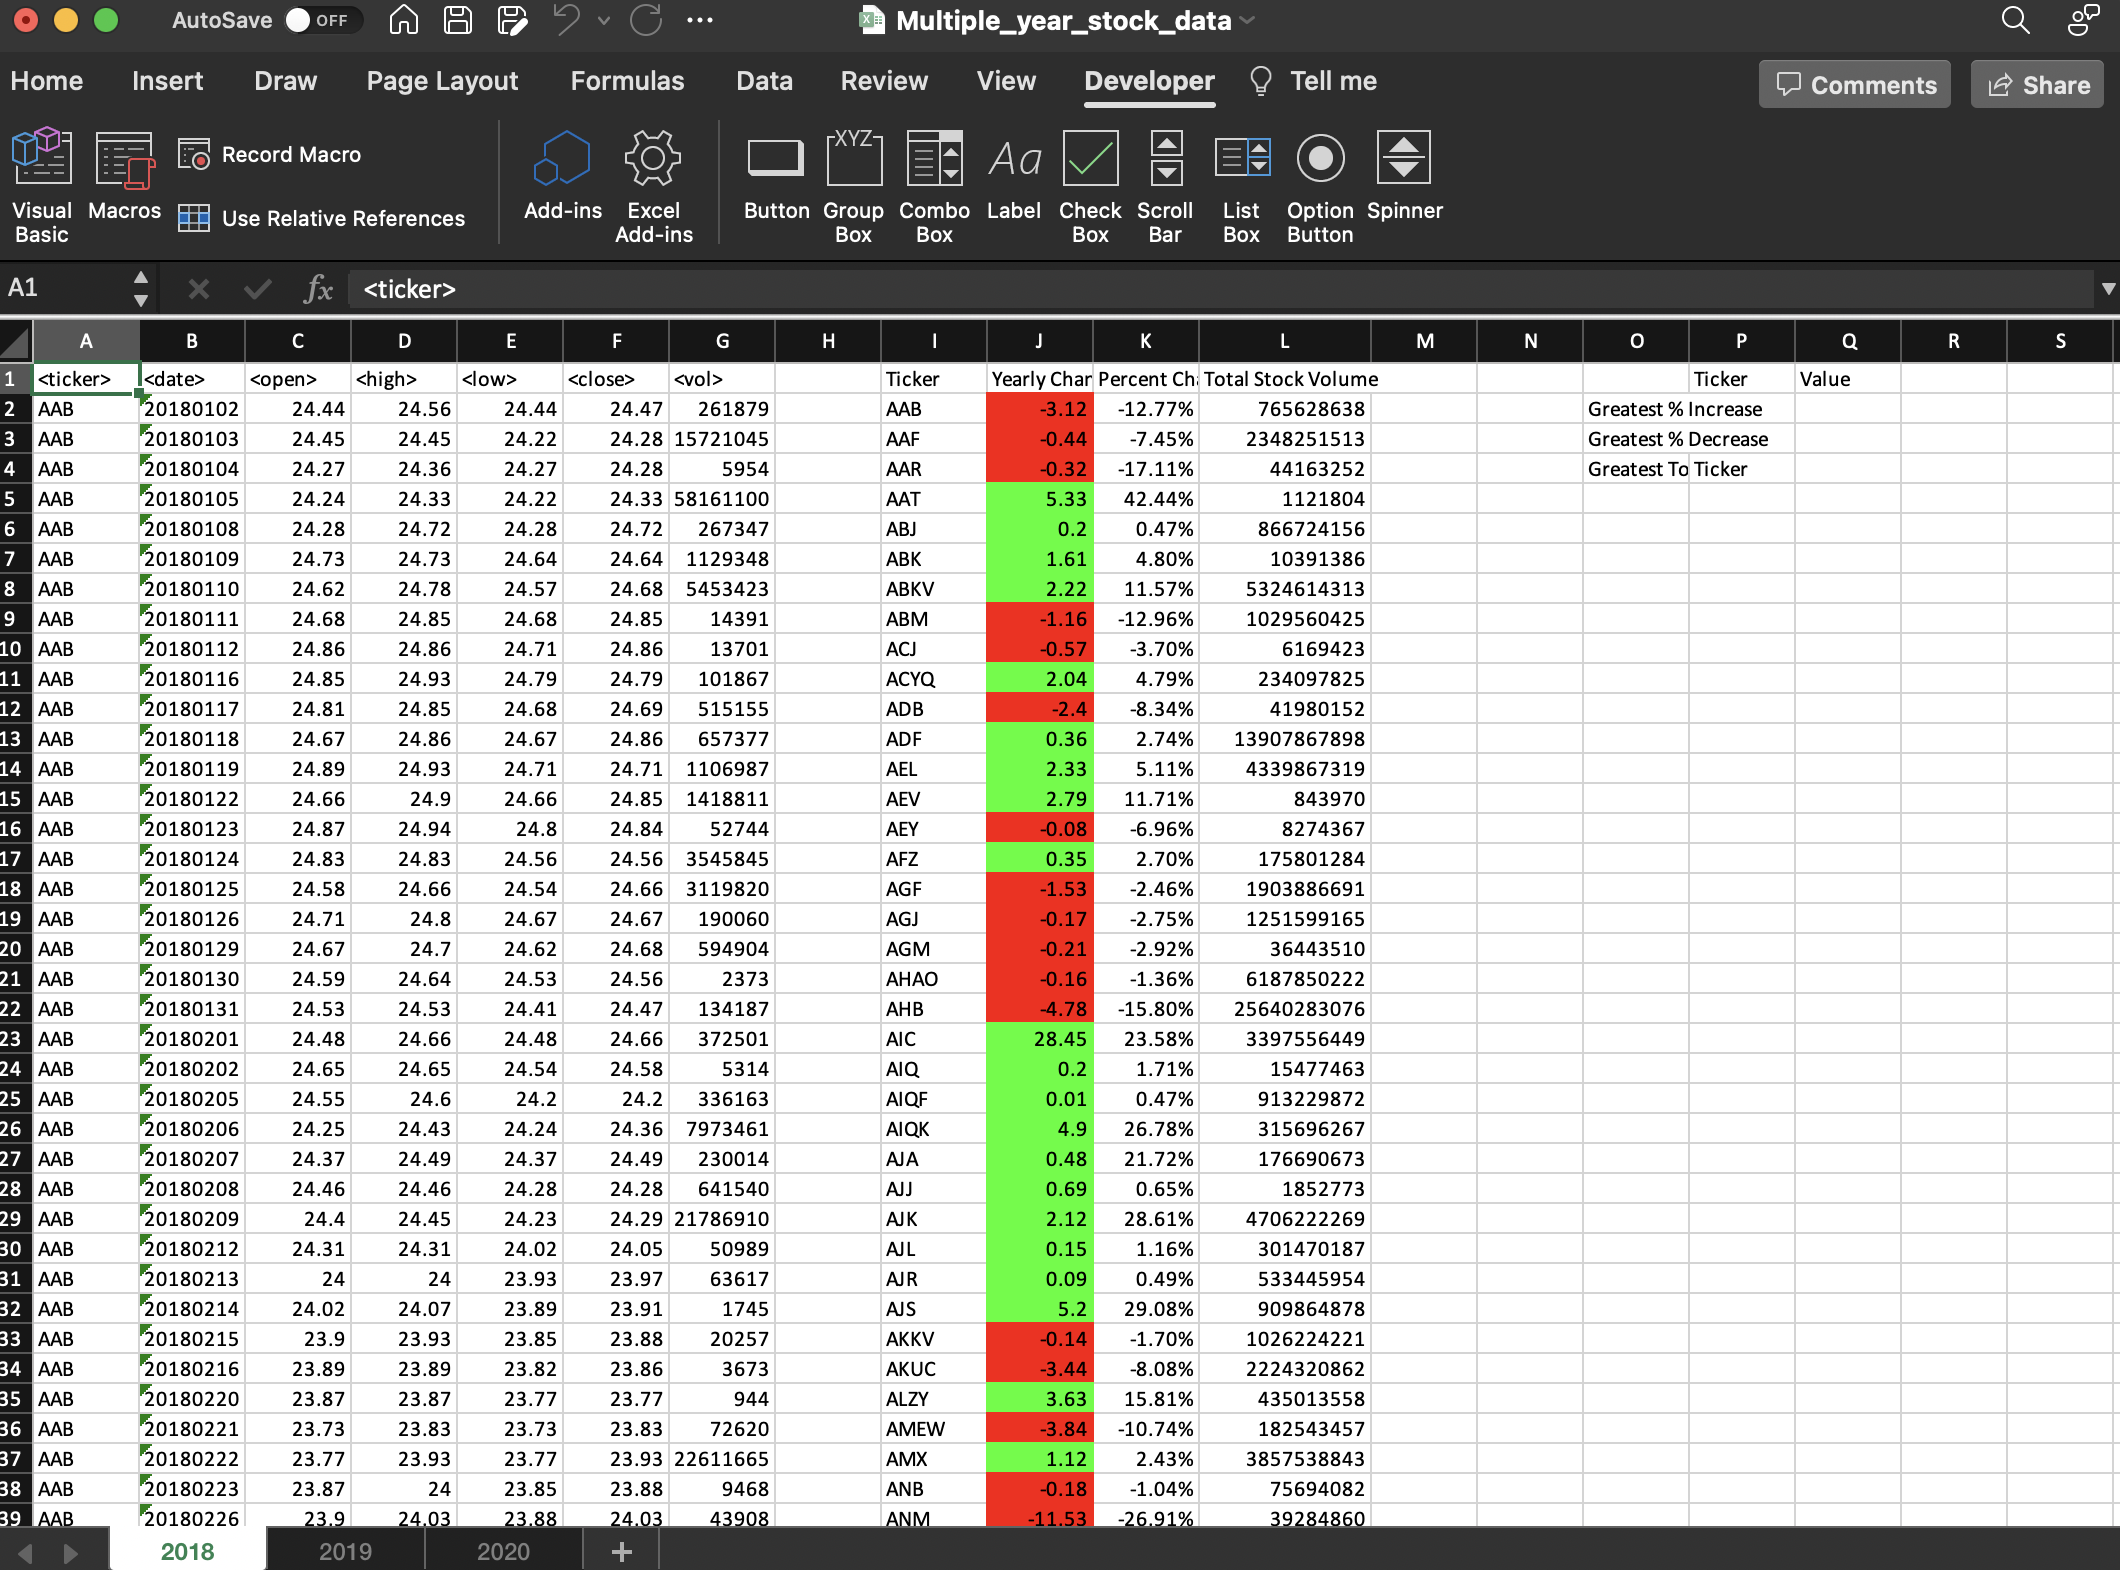 AutoSave OFF Multiple_year_stock_data
Home Insert Draw Page Layout Formulas Data Review View Developer Tell me Comments Share
Visual Basic Macros Record Macro Use Relative References Add-ins Excel Add-ins Button XYZ Group Box Combo Box Aa Label Check Box Scroll Bar List Box Option Button Spinner
A1 fx <ticker>
A B C D E F G H I J K L M N O P Q R S
1 <ticker> <date> <open> <high> <low> <close> <vol> Ticker Yearly Char Percent Ch Total Stock Volume Ticker Value
2 AAB 20180102 24.44 24.56 24.44 24.47 261879 AAB -3.12 -12.77% 765628638 Greatest % Increase
3 AAB 20180103 24.45 24.45 24.22 24.28 15721045 AAF -0.44 -7.45% 2348251513 Greatest % Decrease
4 AAB 20180104 24.27 24.36 24.27 24.28 5954 AAR -0.32 -17.11% 44163252 Greatest To Ticker
5 AAB 20180105 24.24 24.33 24.22 24.33 58161100 AAT 5.33 42.44% 1121804
6 AAB 20180108 24.28 24.72 24.28 24.72 267347 ABJ 0.2 0.47% 866724156
7 AAB 20180109 24.73 24.73 24.64 24.64 1129348 ABK 1.61 4.80% 10391386
8 AAB 20180110 24.62 24.78 24.57 24.68 5453423 ABKV 2.22 11.57% 5324614313
9 AAB 20180111 24.68 24.85 24.68 24.85 14391 ABM -1.16 -12.96% 1029560425
10 AAB 20180112 24.86 24.86 24.71 24.86 13701 ACJ -0.57 -3.70% 6169423
11 AAB 20180116 24.85 24.93 24.79 24.79 101867 ACYQ 2.04 4.79% 234097825
12 AAB 20180117 24.81 24.85 24.68 24.69 515155 ADB -2.4 -8.34% 41980152
13 AAB 20180118 24.67 24.86 24.67 24.86 657377 ADF 0.36 2.74% 13907867898
14 AAB 20180119 24.89 24.93 24.71 24.71 1106987 AEL 2.33 5.11% 4339867319
15 AAB 20180122 24.66 24.9 24.66 24.85 1418811 AEV 2.79 11.71% 843970
16 AAB 20180123 24.87 24.94 24.8 24.84 52744 AEY -0.08 -6.96% 8274367
17 AAB 20180124 24.83 24.83 24.56 24.56 3545845 AFZ 0.35 2.70% 175801284
18 AAB 20180125 24.58 24.66 24.54 24.66 3119820 AGF -1.53 -2.46% 1903886691
19 AAB 20180126 24.71 24.8 24.67 24.67 190060 AGJ -0.17 -2.75% 1251599165
20 AAB 20180129 24.67 24.7 24.62 24.68 594904 AGM -0.21 -2.92% 36443510
21 AAB 20180130 24.59 24.64 24.53 24.56 2373 AHAO -0.16 -1.36% 6187850222
22 AAB 20180131 24.53 24.53 24.41 24.47 134187 AHB -4.78 -15.80% 25640283076
23 AAB 20180201 24.48 24.66 24.48 24.66 372501 AIC 28.45 23.58% 3397556449
24 AAB 20180202 24.65 24.65 24.54 24.58 5314 AIQ 0.2 1.71% 15477463
25 AAB 20180205 24.55 24.6 24.2 24.2 336163 AIQF 0.01 0.47% 913229872
26 AAB 20180206 24.25 24.43 24.24 24.36 7973461 AIQK 4.9 26.78% 315696267
27 AAB 20180207 24.37 24.49 24.37 24.49 230014 AJA 0.48 21.72% 176690673
28 AAB 20180208 24.46 24.46 24.28 24.28 641540 AJJ 0.69 0.65% 1852773
29 AAB 20180209 24.4 24.45 24.23 24.29 21786910 AJK 2.12 28.61% 4706222269
30 AAB 20180212 24.31 24.31 24.02 24.05 50989 AJL 0.15 1.16% 301470187
31 AAB 20180213 24 24 23.93 23.97 63617 AJR 0.09 0.49% 533445954
32 AAB 20180214 24.02 24.07 23.89 23.91 1745 AJS 5.2 29.08% 909864878
33 AAB 20180215 23.9 23.93 23.85 23.88 20257 AKKV -0.14 -1.70% 1026224221
34 AAB 20180216 23.89 23.89 23.82 23.86 3673 AKUC -3.44 -8.08% 2224320862
35 AAB 20180220 23.87 23.87 23.77 23.77 944 ALZY 3.63 15.81% 435013558
36 AAB 20180221 23.73 23.83 23.73 23.83 72620 AMEW -3.84 -10.74% 182543457
37 AAB 20180222 23.77 23.93 23.77 23.93 22611665 AMX 1.12 2.43% 3857538843
38 AAB 20180223 23.87 24 23.85 23.88 9468 ANB -0.18 -1.04% 75694082
39 AAB 20180226 23.9 24.03 23.88 24.03 43908 ANM -11.53 -26.91% 39284860
2018 2019 2020 +